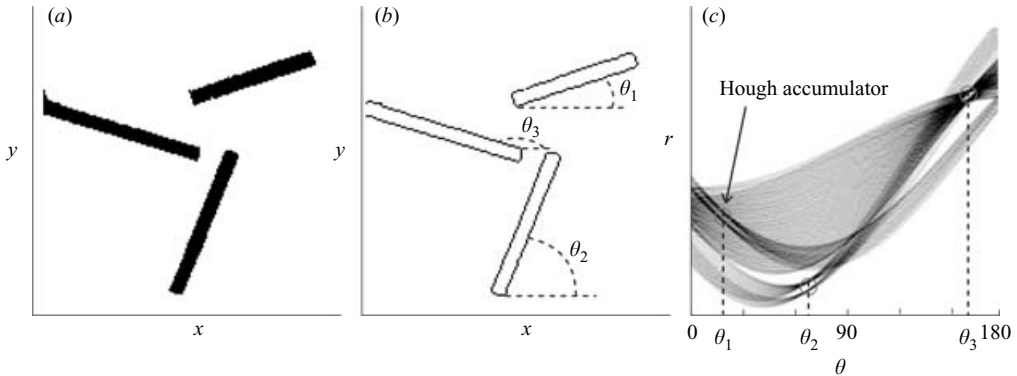 (a)
(b)
(c)
y
x
y
x
θ1
θ3
θ2
r
Hough accumulator
0 θ1 θ2 90 θ3 180
θ